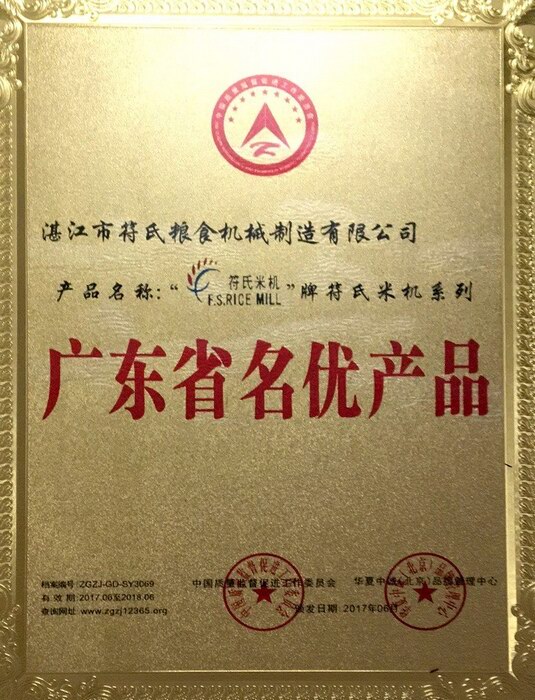 湛江市符氏粮食机械制造有限公司
产品名称:“符氏米机 F.S.RICE MILL”牌符氏米机系列
广东省名优产品
档案编号:ZGZJ-GD-SY3069
有效期:2017.06至2018.06
查询网址:www.zgzj12365.org
中国质量监督促进工作委员会 华夏中诚(北京)品牌管理中心
颁发日期:2017年06月